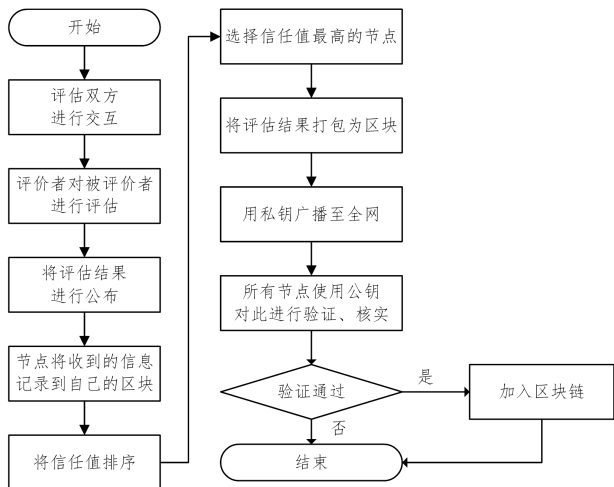 开始
评估双方
进行交互
评价者对被评价者
进行评估
将评估结果
进行公布
节点将收到的信息
记录到自己的区块
将信任值排序
选择信任值最高的节点
将评估结果打包为区块
用私钥广播至全网
所有节点使用公钥
对此进行验证、核实
验证通过
是
加入区块链
否
结束